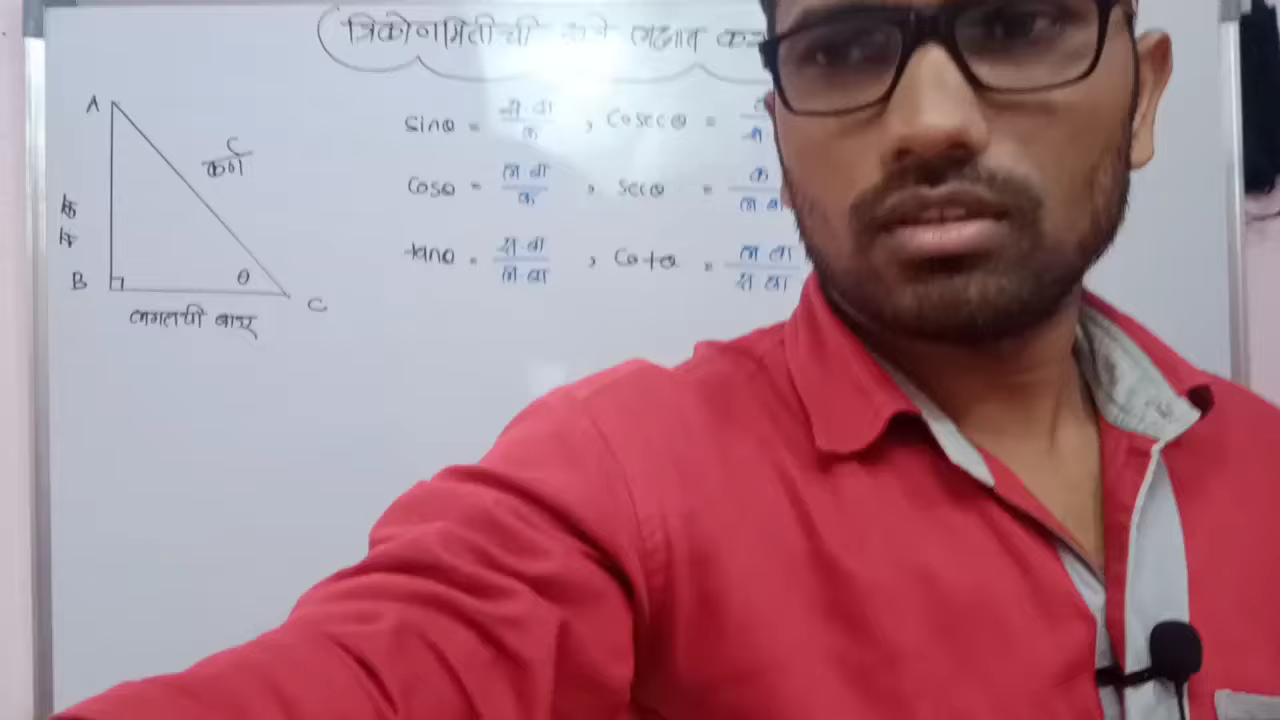 त्रिकोणमितीची
A
C
कर्ण
B
θ
C
लगतची बाजू
sinθ = स.बा / क , cosecθ =
cosθ = ल.बा / क , secθ = क / ल.बा
tanθ = स.बा / ल.बा , cotθ = ल.बा / स.बा